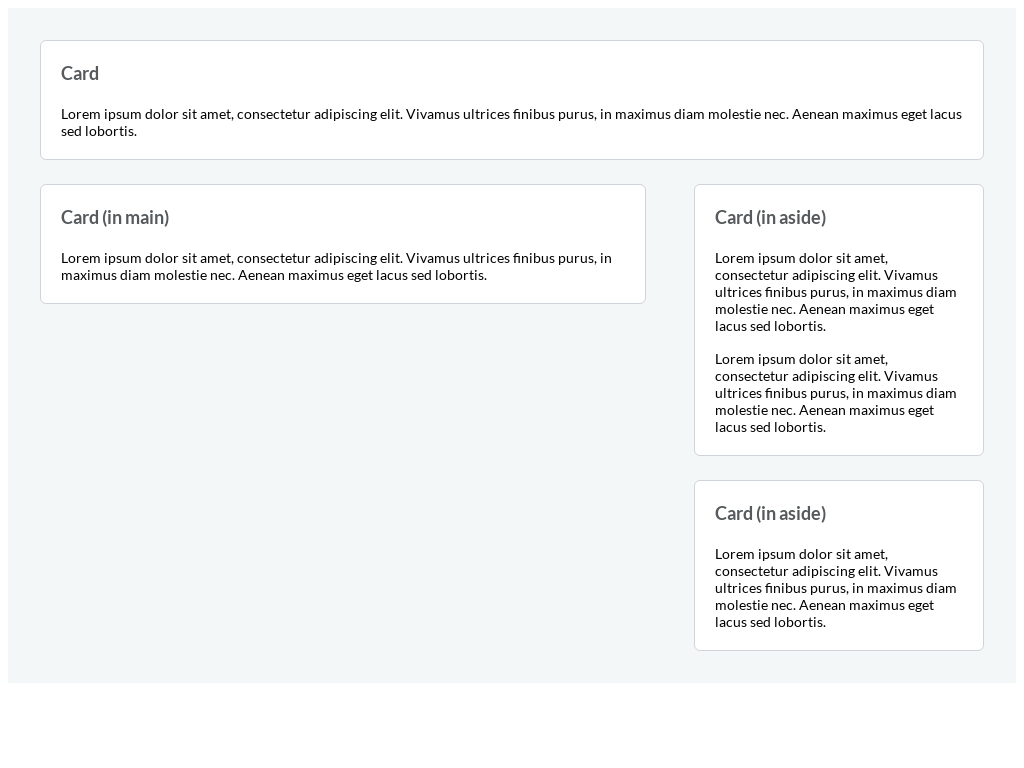 Card
Lorem ipsum dolor sit amet, consectetur adipiscing elit. Vivamus ultrices finibus purus, in maximus diam molestie nec. Aenean maximus eget lacus
sed lobortis.
Card (in main)
Lorem ipsum dolor sit amet, consectetur adipiscing elit. Vivamus ultrices finibus purus, in
maximus diam molestie nec. Aenean maximus eget lacus sed lobortis.
Card (in aside)
Lorem ipsum dolor sit amet,
consectetur adipiscing elit. Vivamus
ultrices finibus purus, in maximus diam
molestie nec. Aenean maximus eget
lacus sed lobortis.
Lorem ipsum dolor sit amet,
consectetur adipiscing elit. Vivamus
ultrices finibus purus, in maximus diam
molestie nec. Aenean maximus eget
lacus sed lobortis.
Card (in aside)
Lorem ipsum dolor sit amet,
consectetur adipiscing elit. Vivamus
ultrices finibus purus, in maximus diam
molestie nec. Aenean maximus eget
lacus sed lobortis.